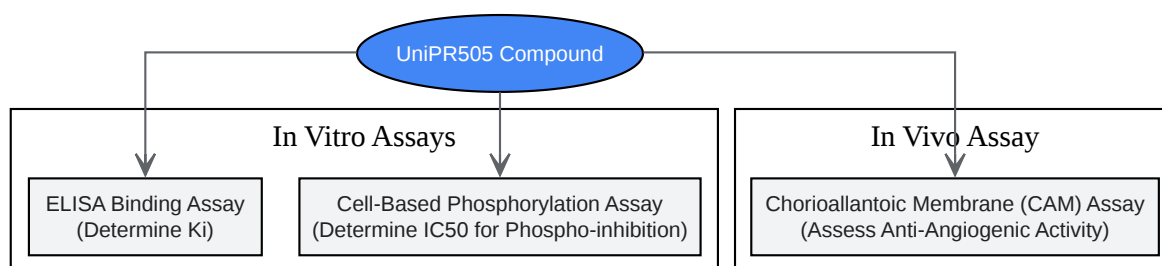 UniPR505 Compound
In Vitro Assays
In Vivo Assay
ELISA Binding Assay
(Determine Ki)
Cell-Based Phosphorylation Assay
(Determine IC50 for Phospho-inhibition)
Chorioallantoic Membrane (CAM) Assay
(Assess Anti-Angiogenic Activity)